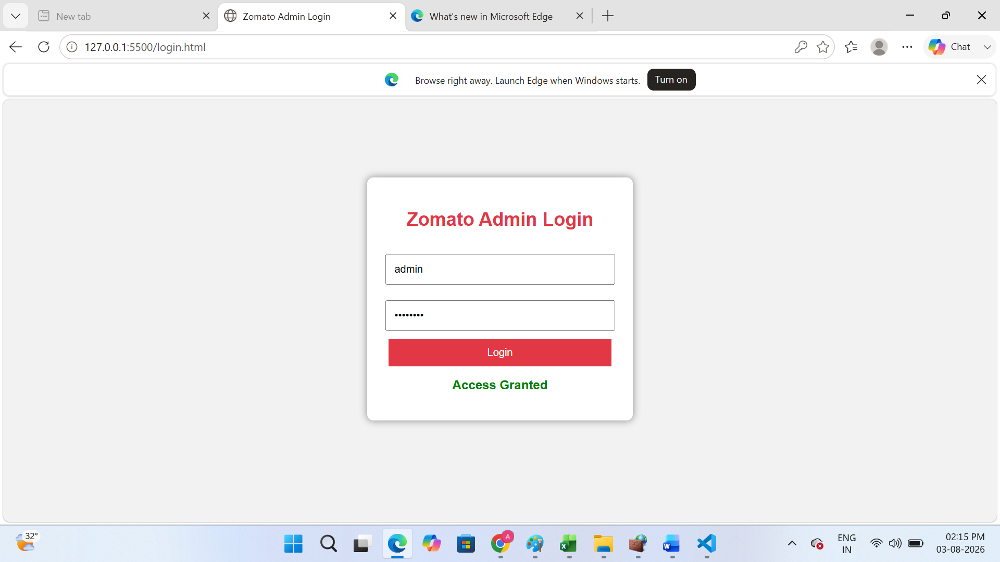 New tab
Zomato Admin Login
What's new in Microsoft Edge
127.0.0.1:5500/login.html
Chat
Browse right away. Launch Edge when Windows starts.
Turn on
Zomato Admin Login
admin
••••••••
Login
Access Granted
32°
A
ENG
IN
02:15 PM
03-08-2026